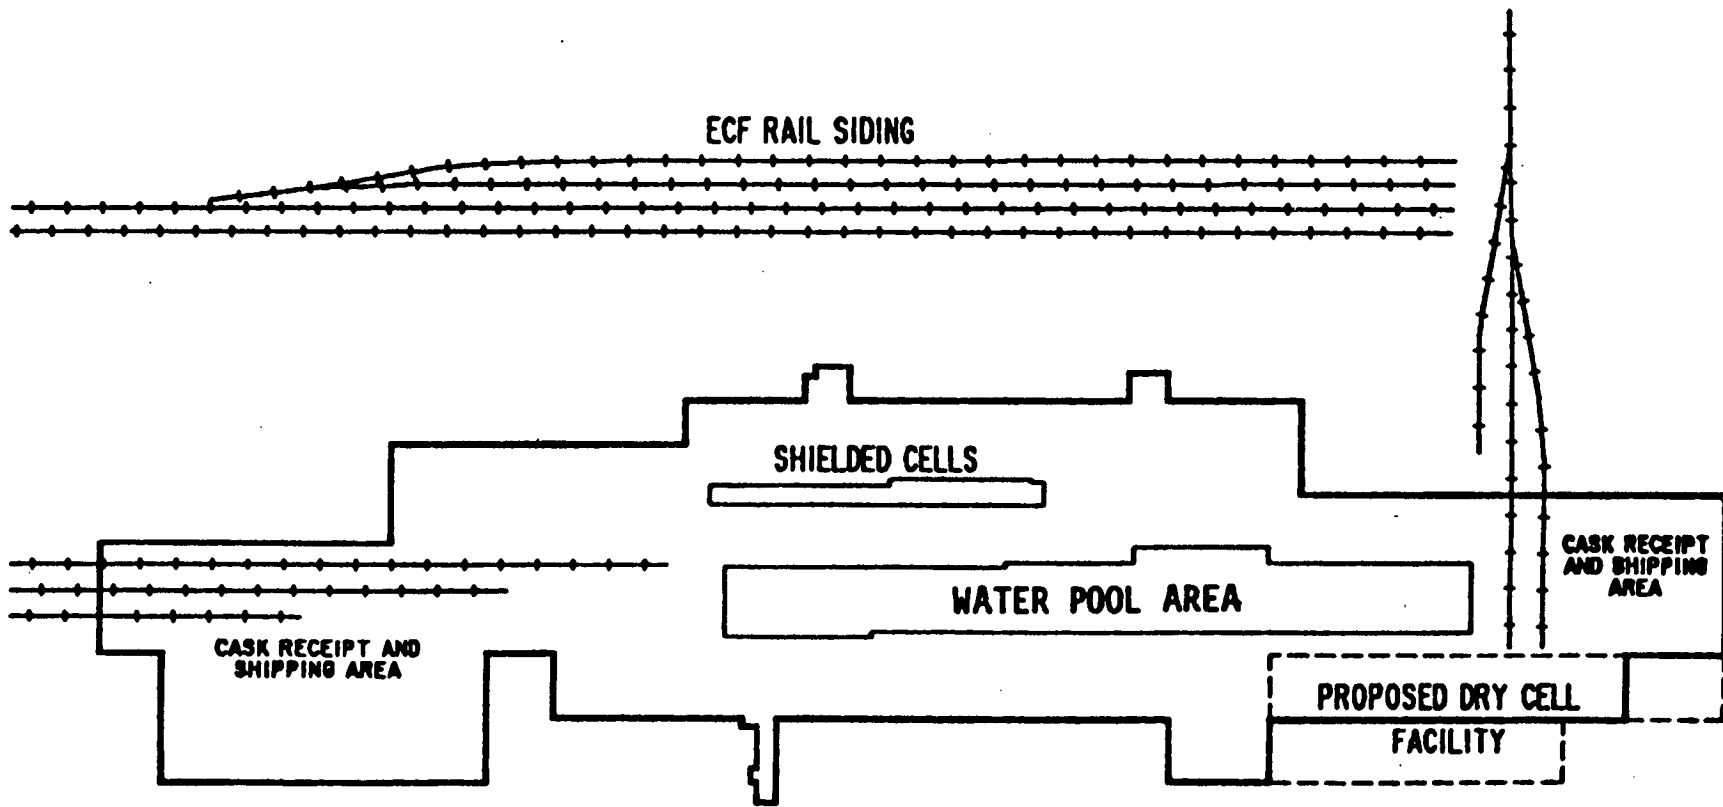 ECF RAIL SIDING
SHIELDED CELLS
CASK RECEIPT
AND SHIPPING
AREA
WATER POOL AREA
CASK RECEIPT AND
SHIPPING AREA
PROPOSED DRY CELL
FACILITY